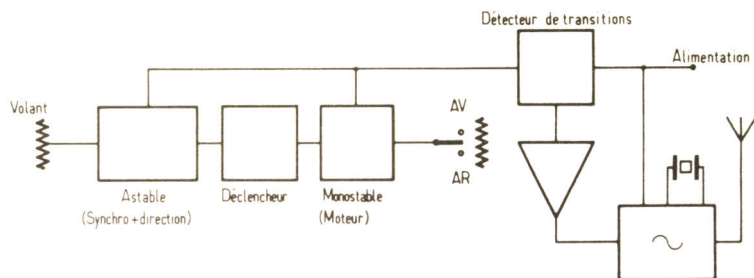 Détecteur de transitions
Alimentation
Volant
AV
AR
Astable
(Synchro+direction)
Déclencheur
Monostable
(Moteur)